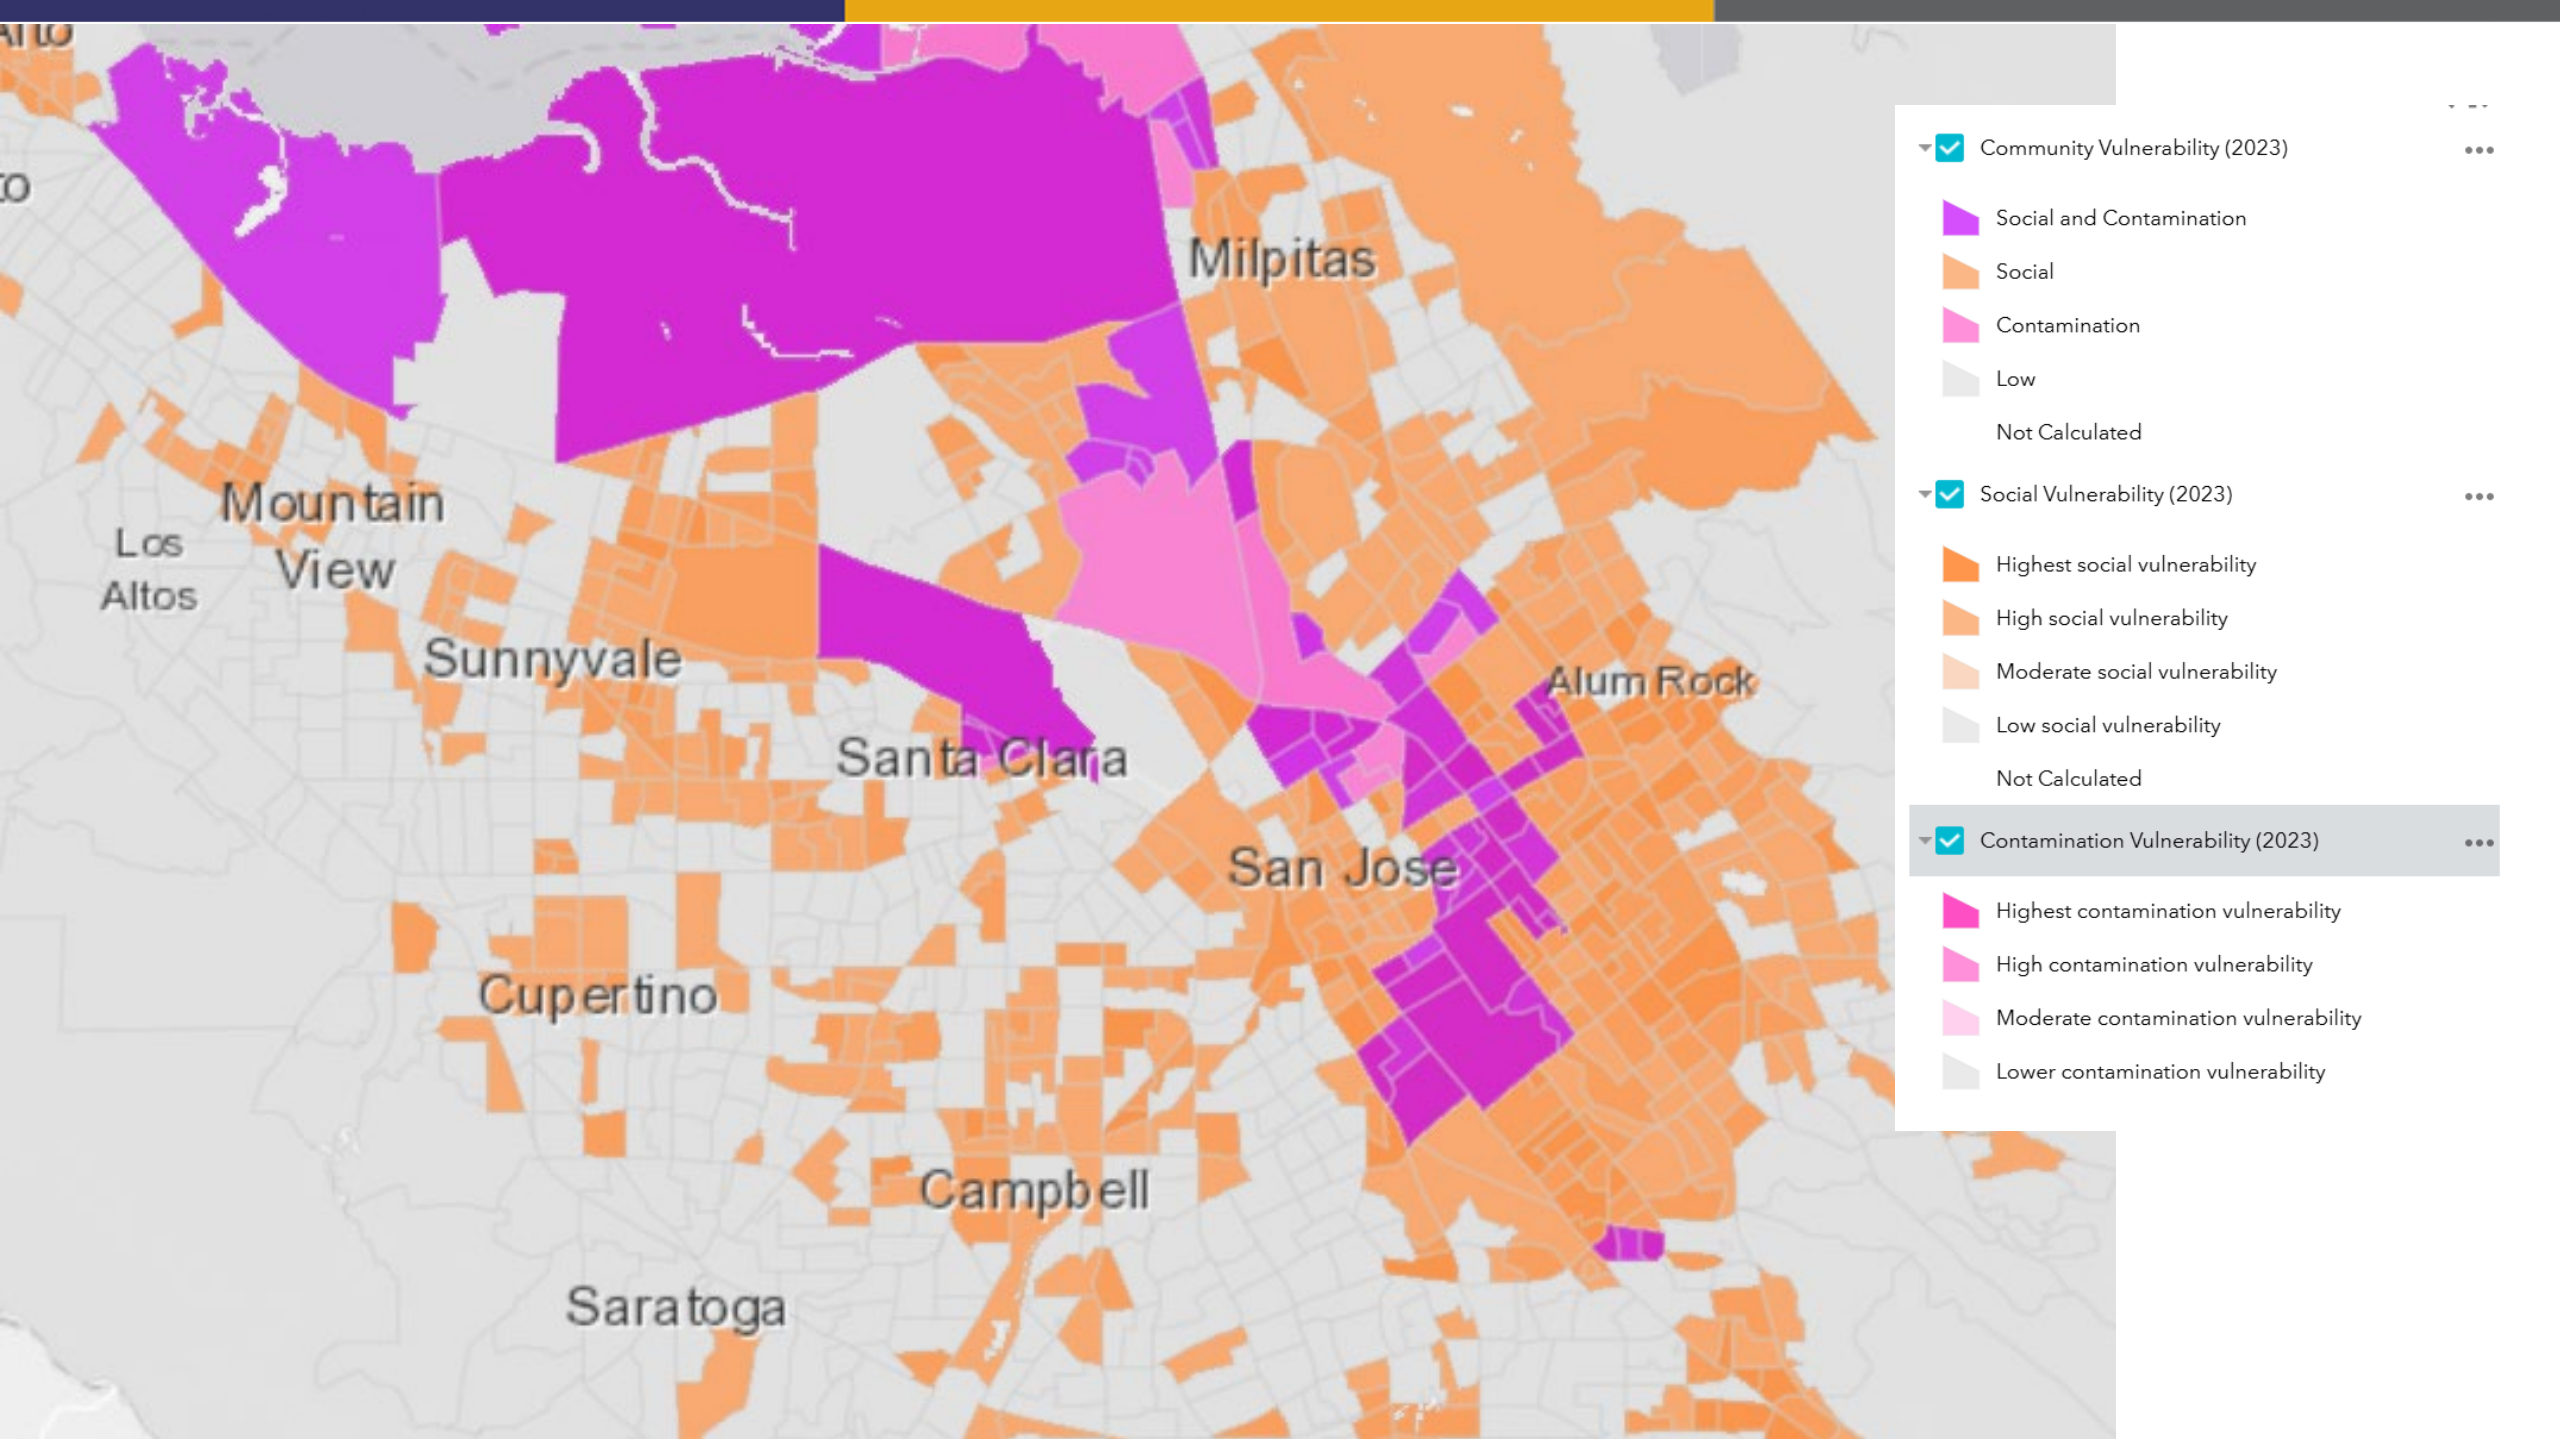 Milpitas
Mountain
View
Los
Altos
Sunnyvale
Alum Rock
Santa Clara
San Jose
Cupertino
Campbell
Saratoga
Community Vulnerability (2023)
Social and Contamination
Social
Contamination
Low
Not Calculated
Social Vulnerability (2023)
Highest social vulnerability
High social vulnerability
Moderate social vulnerability
Low social vulnerability
Not Calculated
Contamination Vulnerability (2023)
Highest contamination vulnerability
High contamination vulnerability
Moderate contamination vulnerability
Lower contamination vulnerability